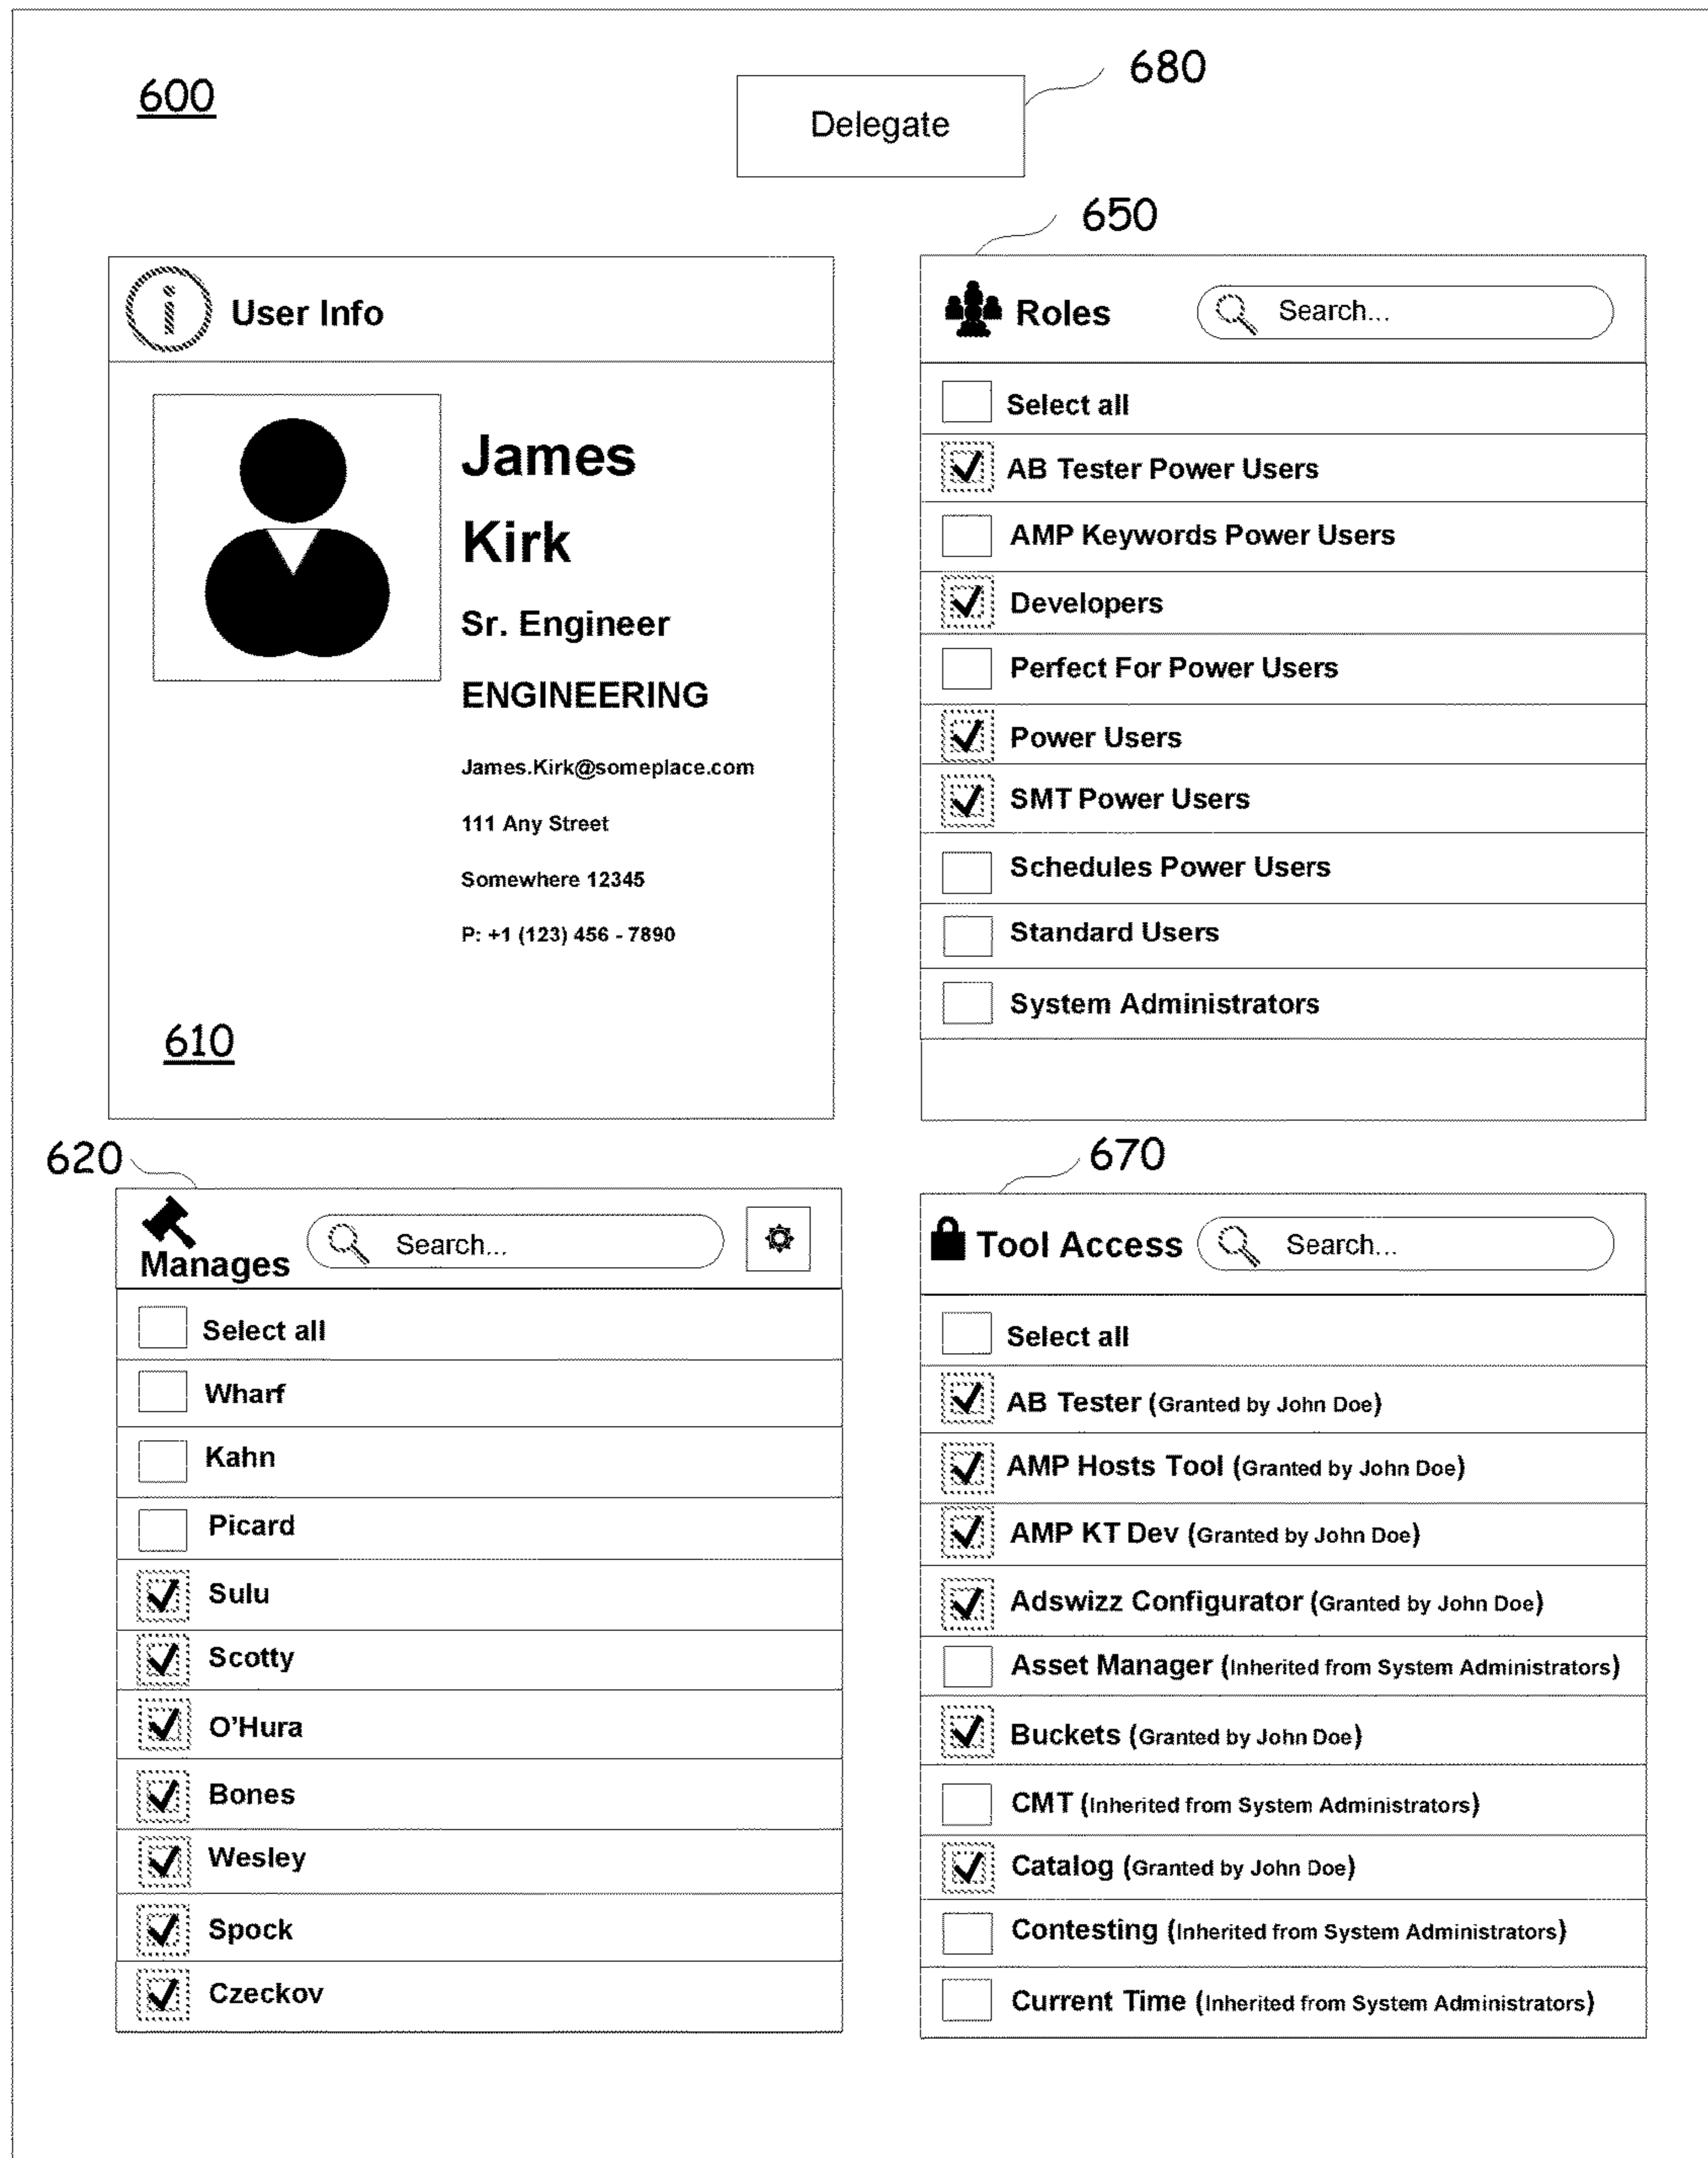 600
Delegate
680
650
User Info
James
Kirk
Sr. Engineer
ENGINEERING
James.Kirk@someplace.com
111 Any Street
Somewhere 12345
P: +1 (123) 456 - 7890
610
Roles
Search...
Select all
AB Tester Power Users
AMP Keywords Power Users
Developers
Perfect For Power Users
Power Users
SMT Power Users
Schedules Power Users
Standard Users
System Administrators
620
Manages
Search...
Select all
Wharf
Kahn
Picard
Sulu
Scotty
O'Hura
Bones
Wesley
Spock
Czeckov
670
Tool Access
Search...
Select all
AB Tester (Granted by John Doe)
AMP Hosts Tool (Granted by John Doe)
AMP KT Dev (Granted by John Doe)
Adswizz Configurator (Granted by John Doe)
Asset Manager (Inherited from System Administrators)
Buckets (Granted by John Doe)
CMT (Inherited from System Administrators)
Catalog (Granted by John Doe)
Contesting (Inherited from System Administrators)
Current Time (Inherited from System Administrators)